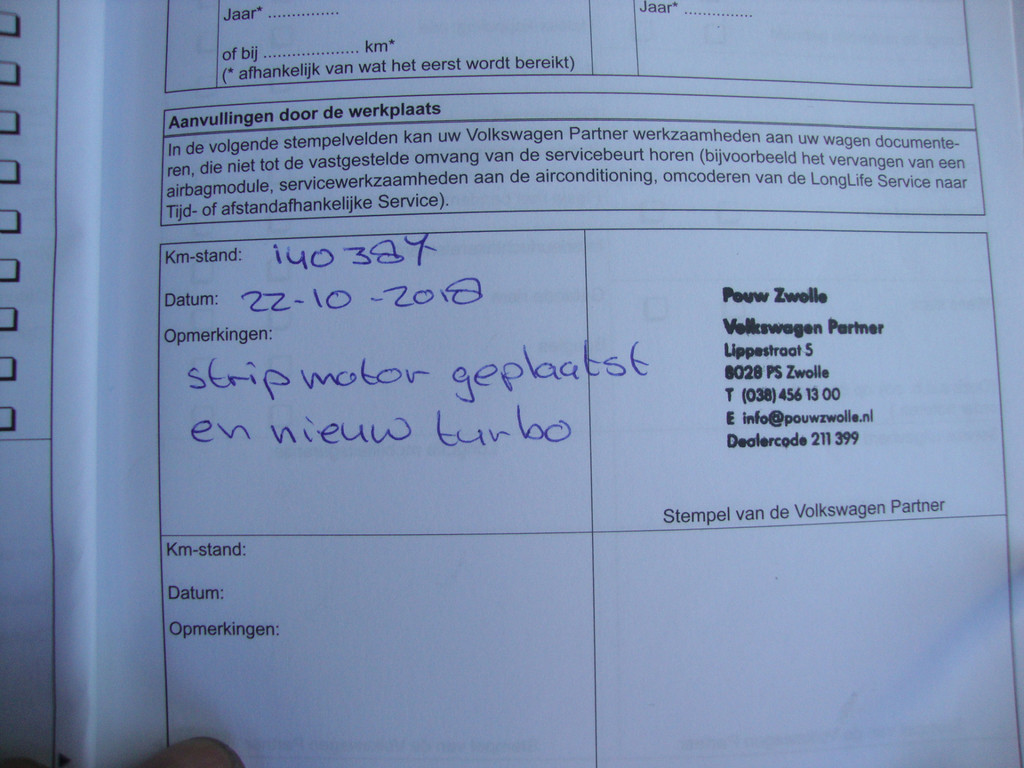 Jaar* ...............
Jaar* ..............
of bij .................... km*
(* afhankelijk van wat het eerst wordt bereikt)
Aanvullingen door de werkplaats
In de volgende stempelvelden kan uw Volkswagen Partner werkzaamheden aan uw wagen documente-
ren, die niet tot de vastgestelde omvang van de servicebeurt horen (bijvoorbeeld het vervangen van een
airbagmodule, servicewerkzaamheden aan de airconditioning, omcoderen van de LongLife Service naar
Tijd- of afstandafhankelijke Service).
Km-stand: 140387
Datum: 22-10-2018
Opmerkingen:
stripmotor geplaatst
en nieuw turbo
Pouw Zwolle
Volkswagen Partner
Lippestraat 5
8028 PS Zwolle
T (038) 456 13 00
E info@pouwzwolle.nl
Dealercode 211 399
Stempel van de Volkswagen Partner
Km-stand:
Datum:
Opmerkingen: